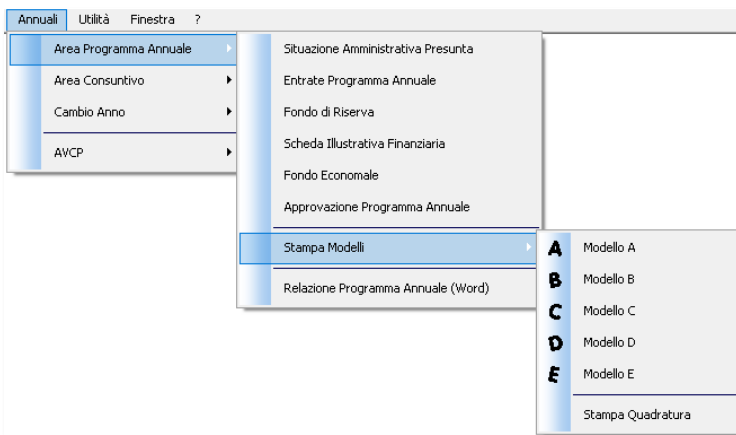 Annuali Utilità Finestra ?
Area Programma Annuale
Area Consuntivo
Cambio Anno
AVCP
Situazione Amministrativa Presunta
Entrate Programma Annuale
Fondo di Riserva
Scheda Illustrativa Finanziaria
Fondo Economale
Approvazione Programma Annuale
Stampa Modelli
Relazione Programma Annuale (Word)
A Modello A
B Modello B
C Modello C
D Modello D
E Modello E
Stampa Quadratura